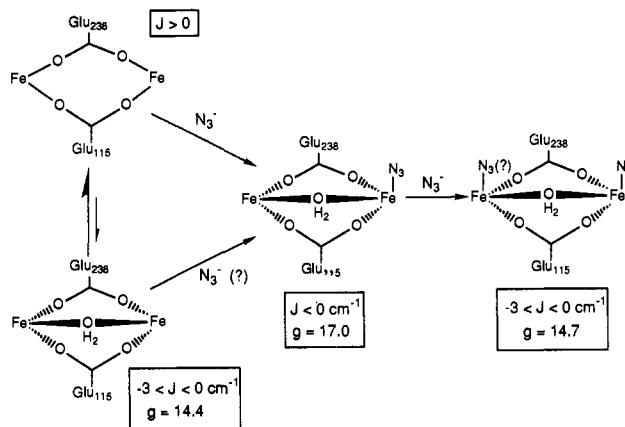 Glu238
J > 0
O O
Fe Fe
O O
Glu115
N3-
Glu238
N3
O O
Fe O Fe
H2
O O
Glu115
J < 0 cm-1
g = 17.0
N3-
Glu238
N3(?) N
O O
Fe O Fe
H2
O O
Glu115
-3 < J < 0 cm-1
g = 14.7
N3- (?)
Glu238
O O
Fe O Fe
H2
O O
Glu115
-3 < J < 0 cm-1
g = 14.4